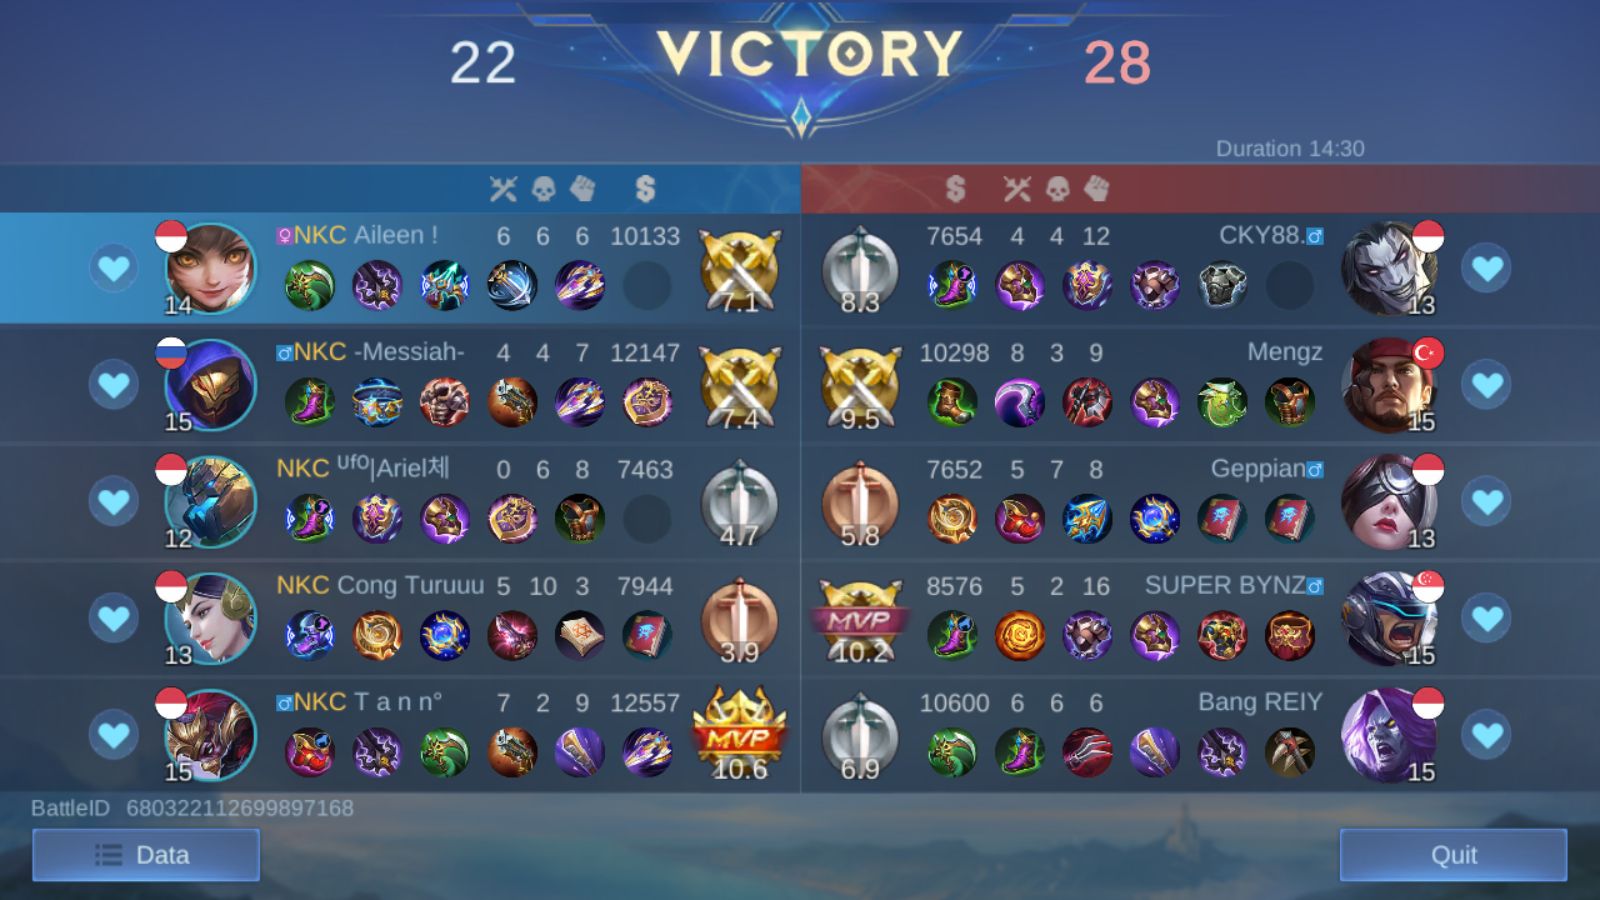 22 VICTORY 28
Duration 14:30
NKC Aileen ! 6 6 6 10133
14 7.1
7654 4 4 12 CKY88.
8.3 13
NKC -Messiah- 4 4 7 12147
15 7.4
10298 8 3 9 Mengz
9.5 15
NKC ᵁᶠᴼ|Ariel체 0 6 8 7463
12 4.7
7652 5 7 8 Geppian
5.8 13
NKC Cong Turuuu 5 10 3 7944
13 3.9
8576 5 2 16 SUPER BYNZ
MVP
10.2 15
NKC T a n n° 7 2 9 12557
MVP
15 10.6
10600 6 6 6 Bang REIY
6.9 15
BattleID 680322112699897168
Data
Quit